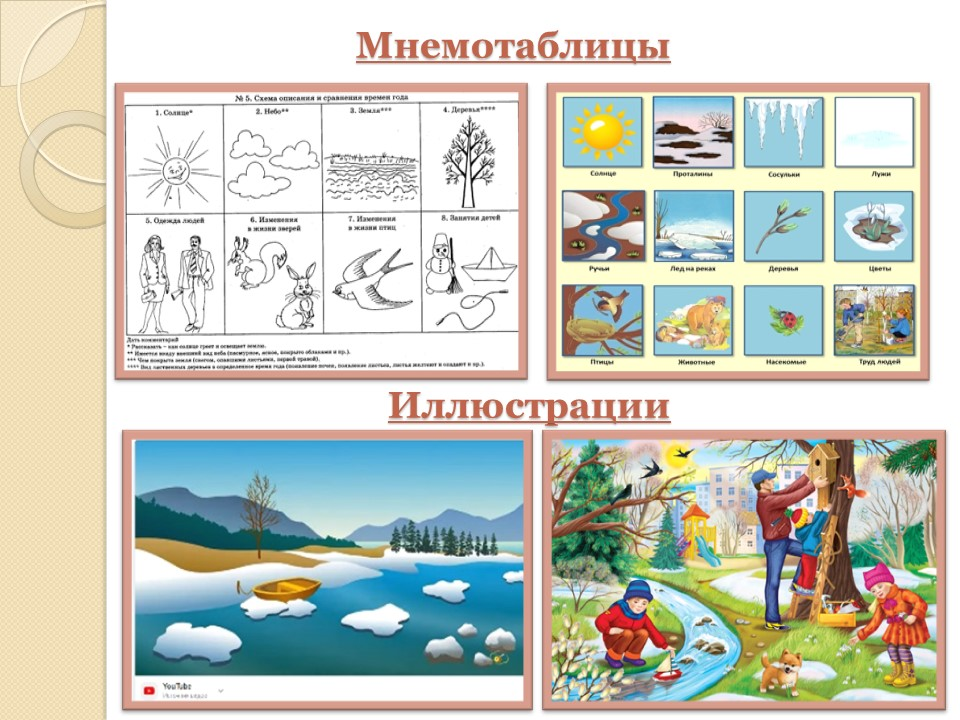 Мнемотаблицы
№ 5. Схема описания и сравнения времен года
1. Солнце* 2. Небо** 3. Земля*** 4. Деревья****
5. Одежда людей 6. Изменения в жизни зверей 7. Изменения в жизни птиц 8. Занятия детей
Дать комментарий
* Рассказать – как солнце греет и освещает землю.
** Имеется ввиду внешний вид неба (пасмурное, ясное, покрыто облаками и пр.).
*** Чем покрыта земля (снегом, опавшими листьями, первой травой).
**** Вид лиственных деревьев в определенное время года (появление почек, появление листьев, листья желтеют и опадают и пр.).
Солнце Проталины Сосульки Лужи
Ручьи Лед на реках Деревья Цветы
Птицы Животные Насекомые Труд людей
Иллюстрации
YouTube